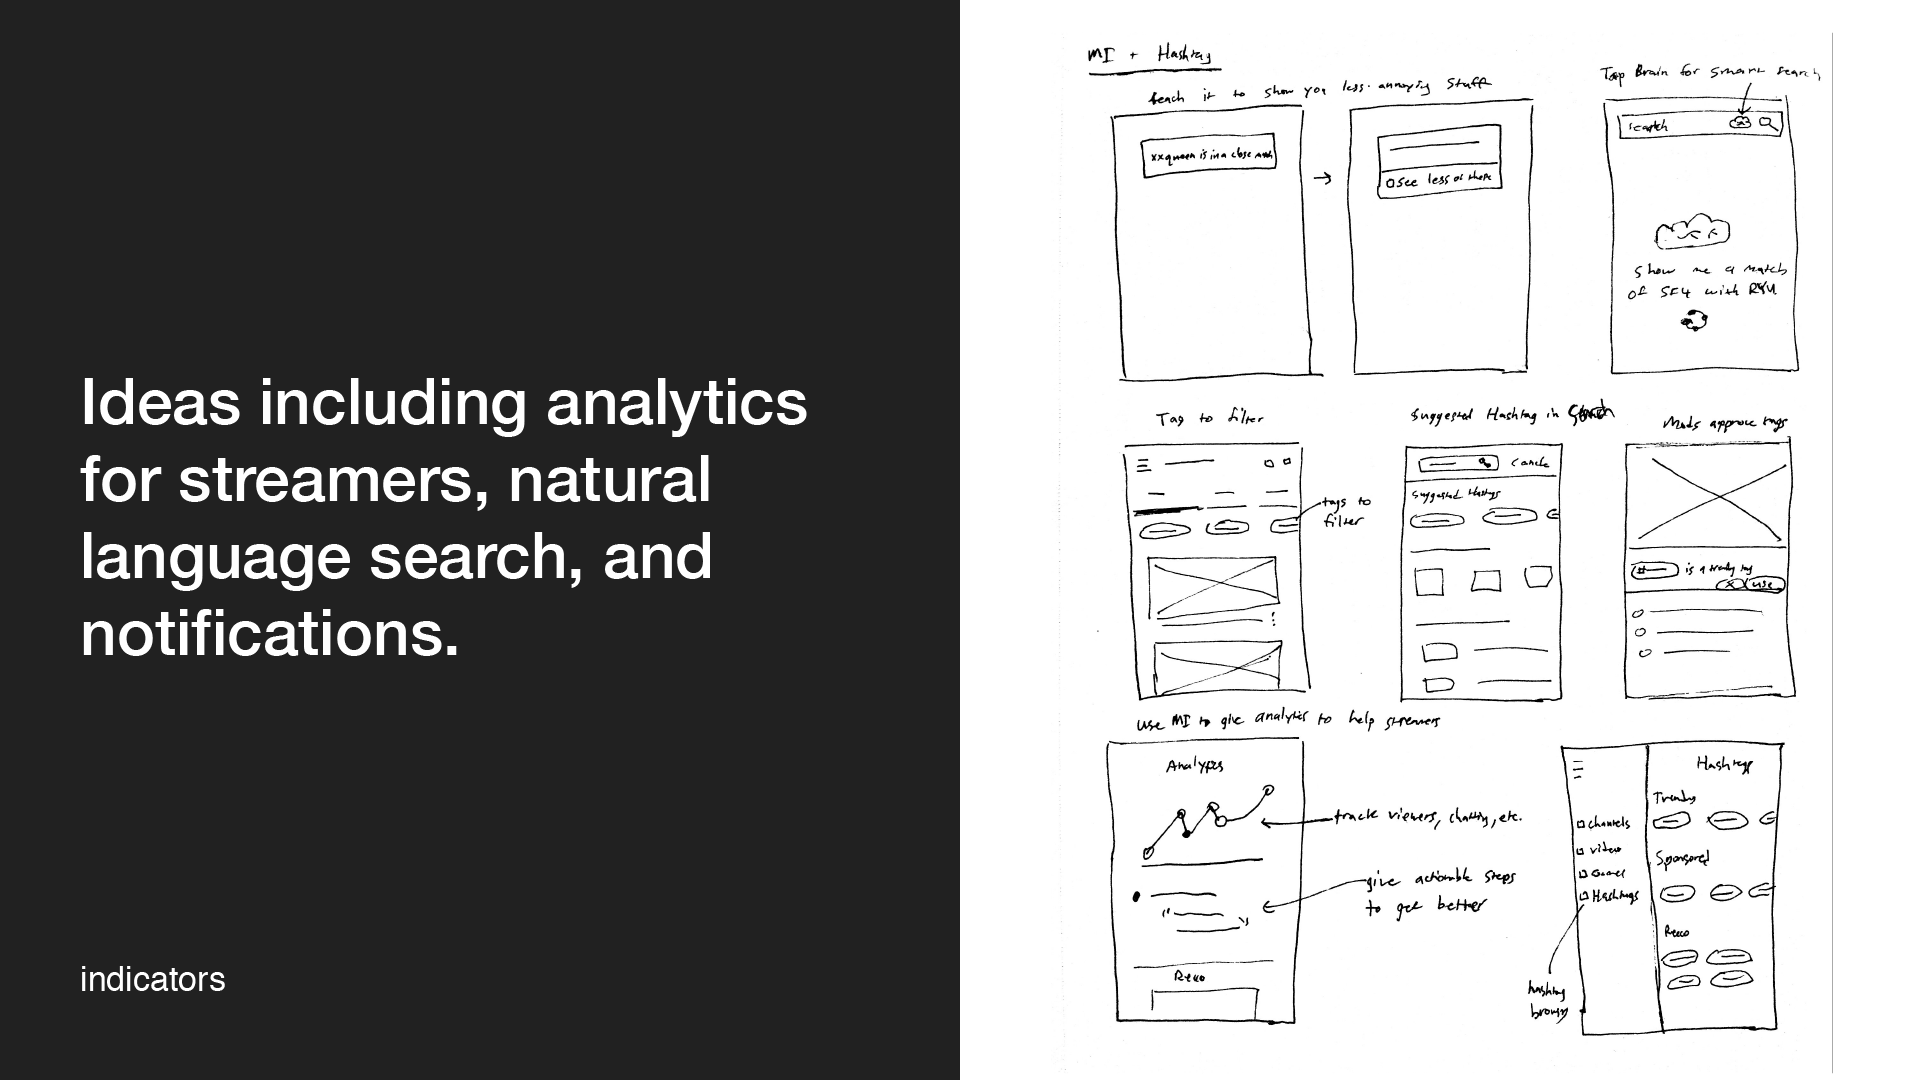 Ideas including analytics
for streamers, natural
language search, and
notifications.
indicators
MI + Hashtag
teach it to show you less annoying stuff
xxqueen is in a close match
→
see less of these
Tap Brain for smart search
search
show me a match
of SF4 with RYU
Tag to filter
tags to
filter
Suggested Hashtag in Search
Cancle
Suggested Hashtags
Mods approve tags
#
is a trendy tag
x use
use MI to give analytics to help streamers
Analytics
track viewers, chatting, etc.
give actionable steps
to get better
Reco
Hashtags
Trendy
channels
video
Games
Hashtags
Sponsored
Reco
hashtag